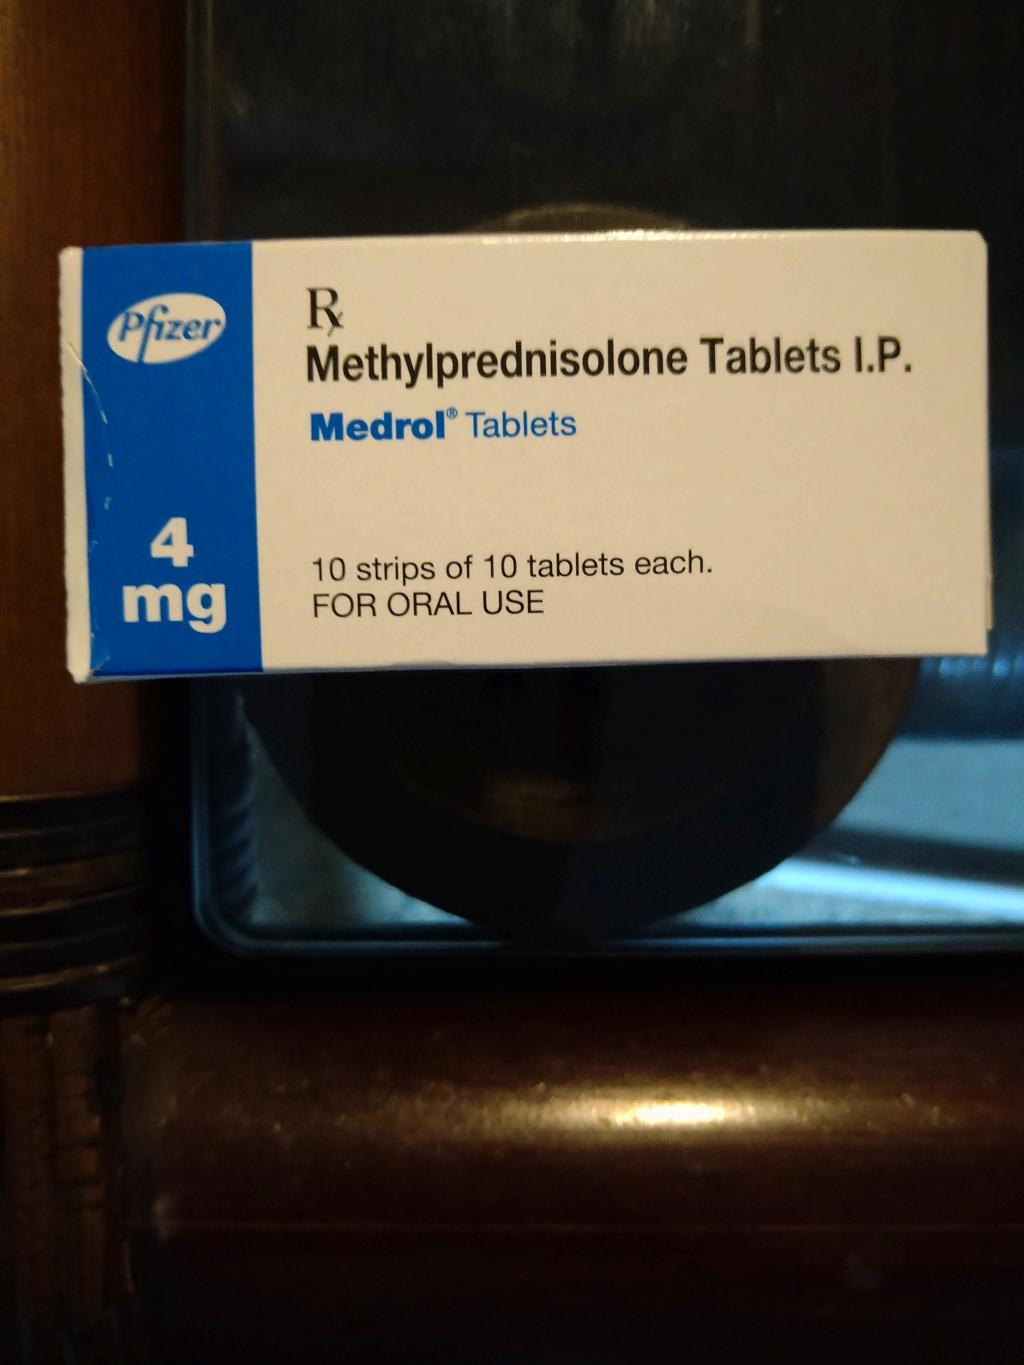 Pfizer
℞
Methylprednisolone Tablets I.P.
Medrol® Tablets
4
mg
10 strips of 10 tablets each.
FOR ORAL USE